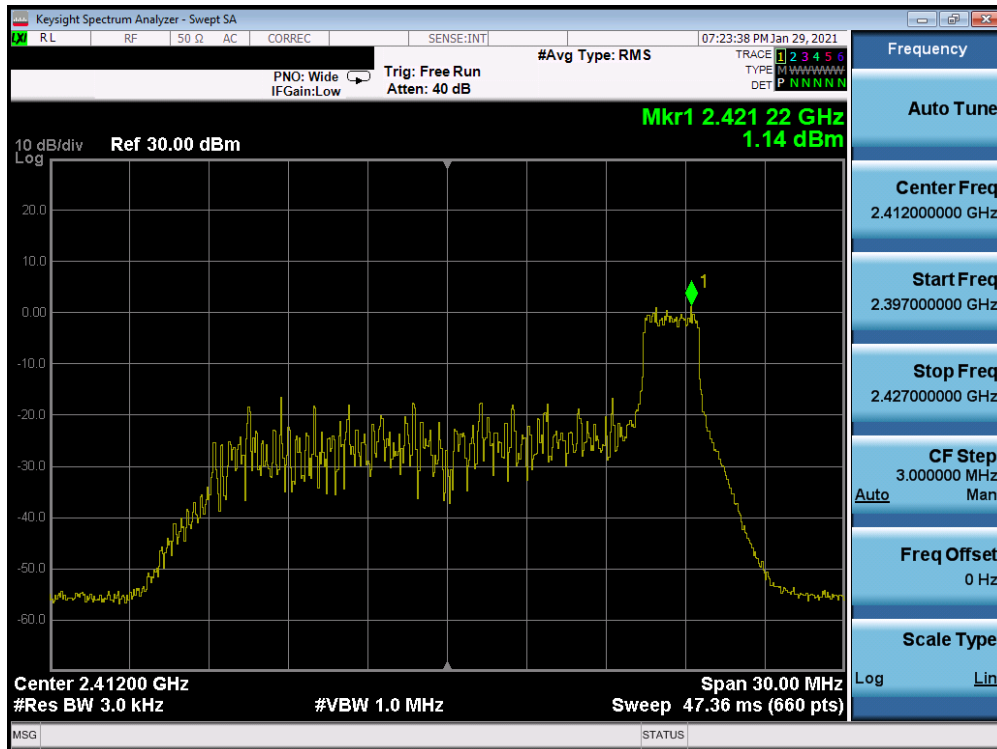 Keysight Spectrum Analyzer - Swept SA
LXI RL RF 50 Ω AC CORREC SENSE:INT 07:23:38 PM Jan 29, 2021
#Avg Type: RMS TRACE 1 2 3 4 5 6
PNO: Wide Trig: Free Run TYPE M WWWWW
IFGain:Low Atten: 40 dB DET P N N N N N
Mkr1 2.421 22 GHz
1.14 dBm
10 dB/div Ref 30.00 dBm
Log
1
20.0
10.0
0.00
-10.0
-20.0
-30.0
-40.0
-50.0
-60.0
Center 2.41200 GHz Span 30.00 MHz
#Res BW 3.0 kHz #VBW 1.0 MHz Sweep 47.36 ms (660 pts)
MSG STATUS
Frequency
Auto Tune
Center Freq
2.412000000 GHz
Start Freq
2.397000000 GHz
Stop Freq
2.427000000 GHz
CF Step
3.000000 MHz
Auto Man
Freq Offset
0 Hz
Scale Type
Log Lin